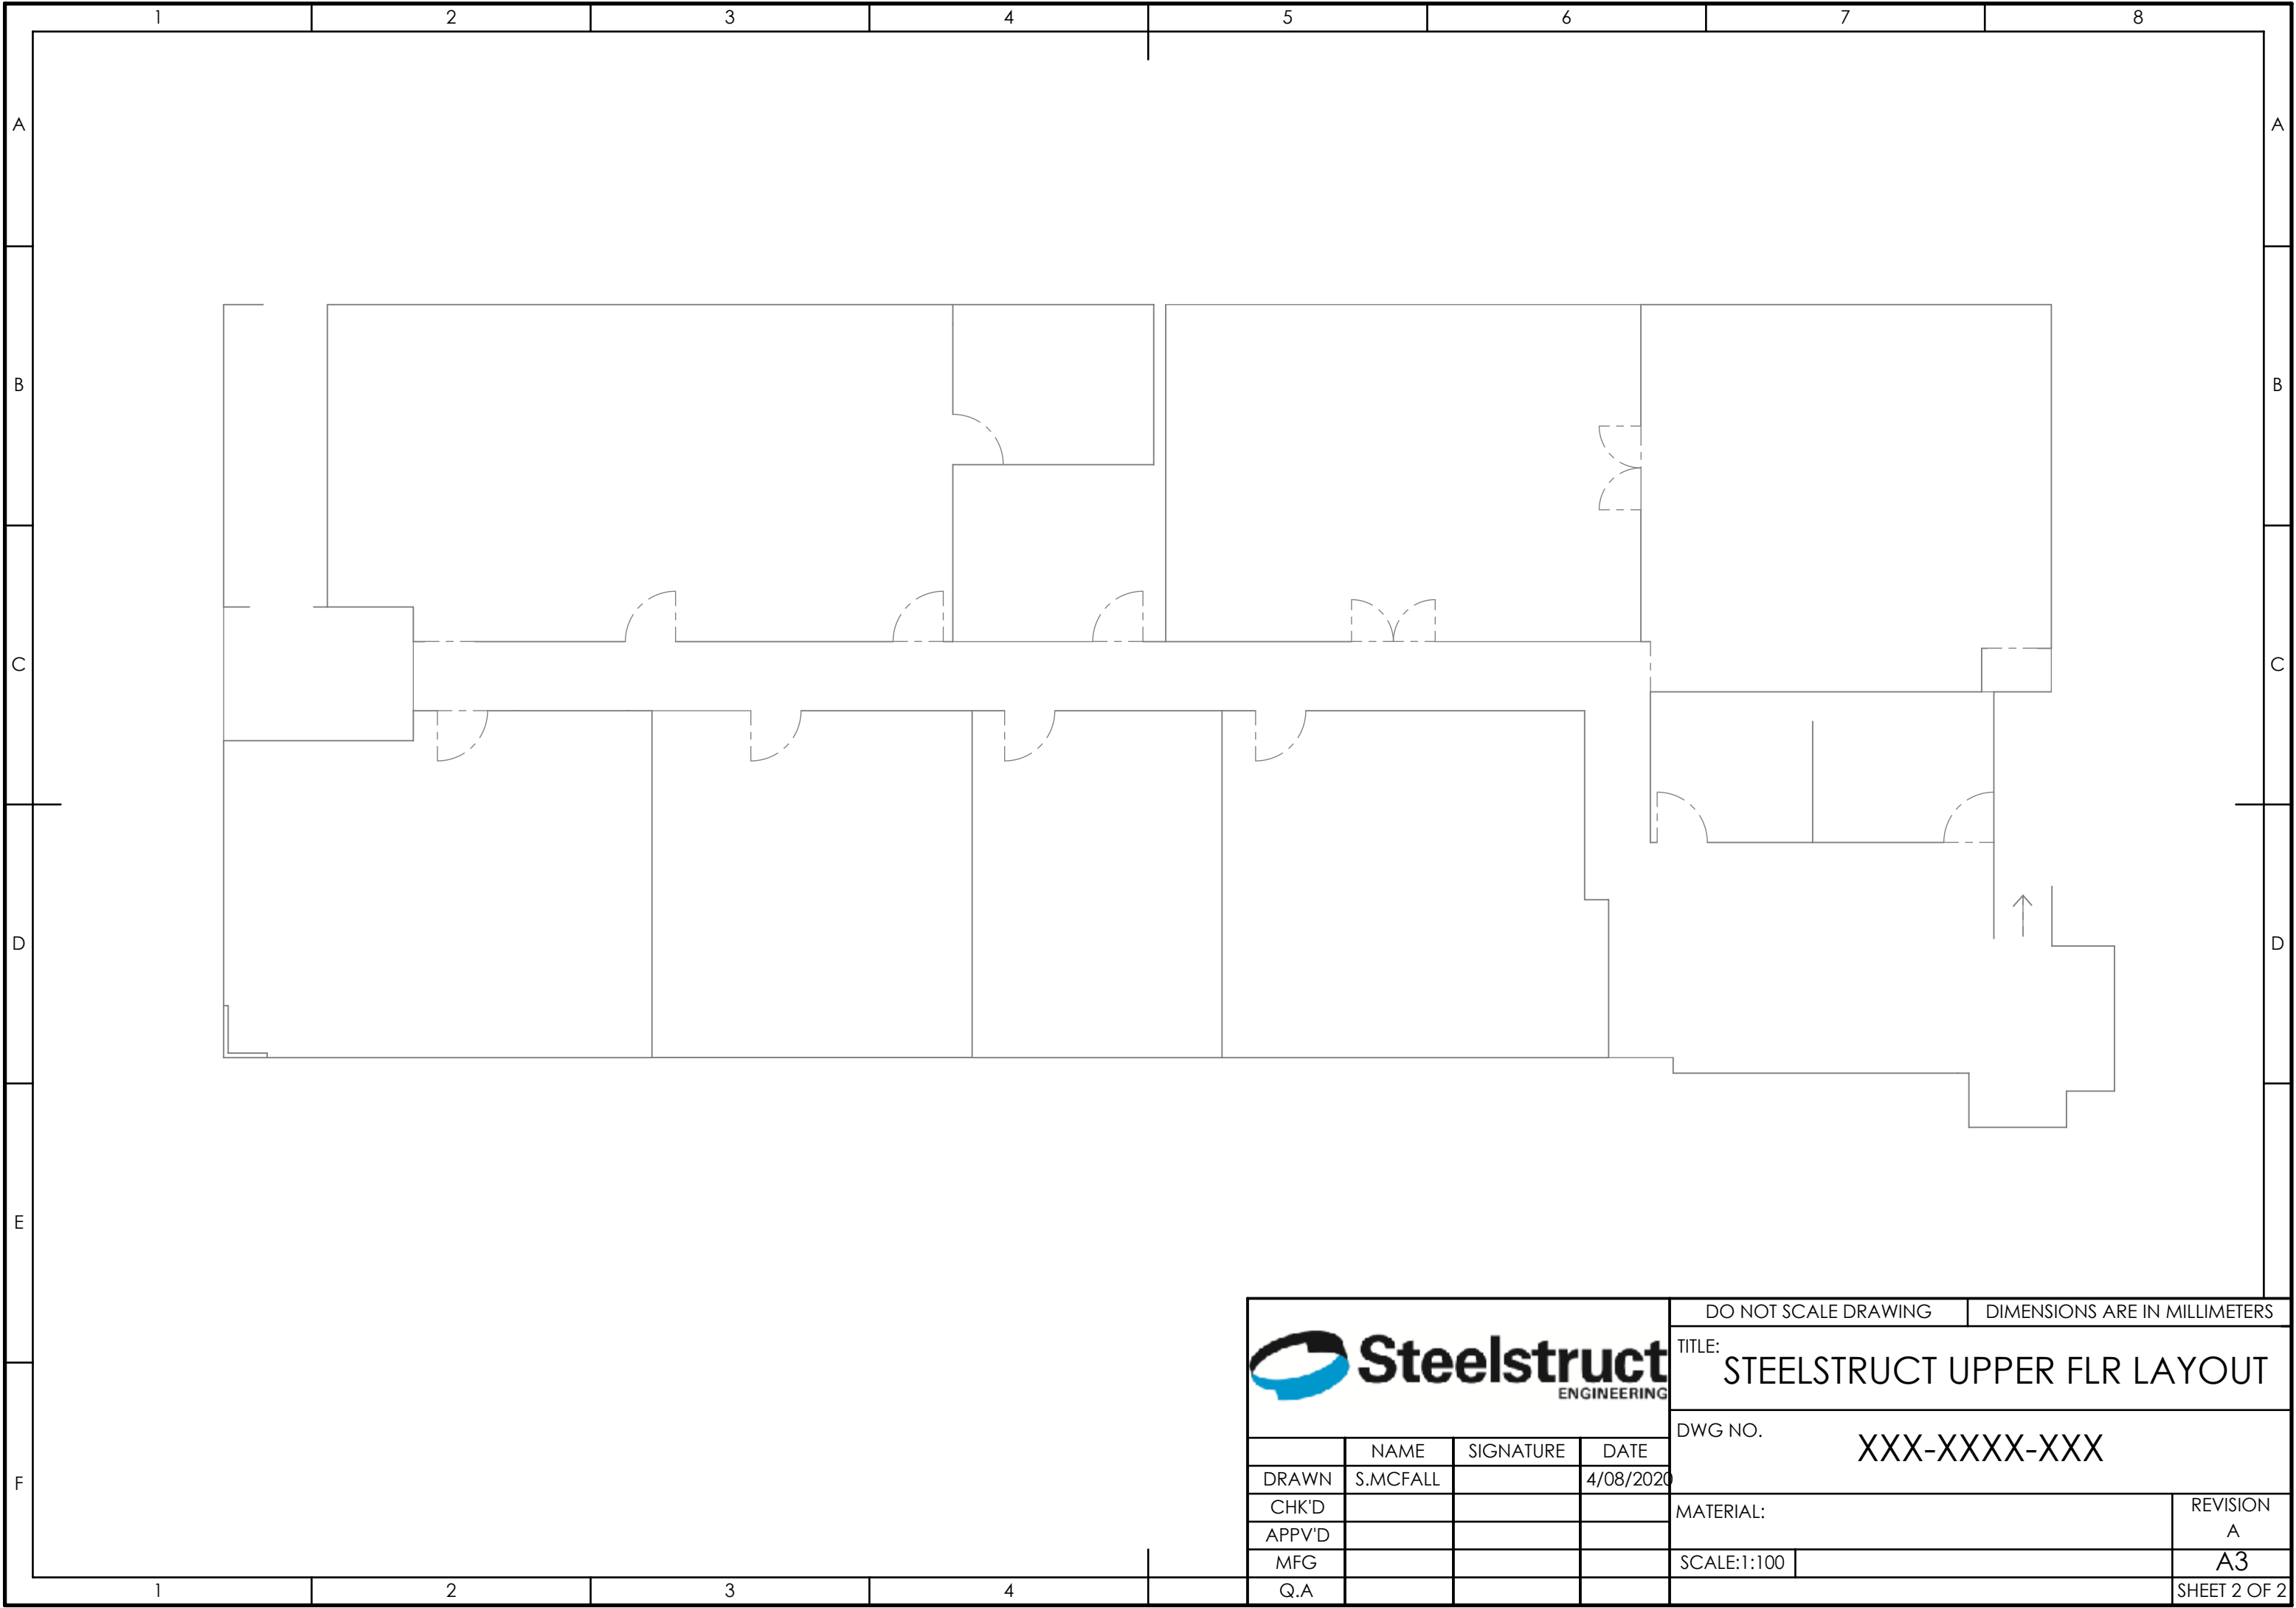 1 2 3 4 5 6 7 8
A A
B B
C C
D D
E
F
Steelstruct
ENGINEERING
DO NOT SCALE DRAWING DIMENSIONS ARE IN MILLIMETERS
TITLE:
STEELSTRUCT UPPER FLR LAYOUT
DWG NO.
XXX-XXXX-XXX
NAME SIGNATURE DATE
DRAWN S.MCFALL 4/08/2020
CHK'D
APPV'D
MFG
Q.A
MATERIAL:
REVISION
A
SCALE:1:100
A3
SHEET 2 OF 2
1 2 3 4